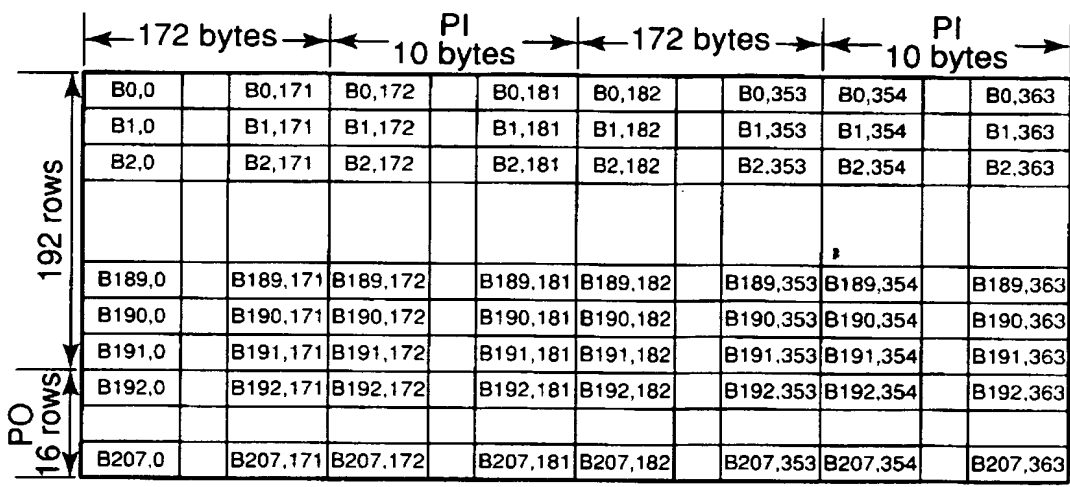 172 bytes PI 10 bytes 172 bytes PI 10 bytes
B0,0 B0,171 B0,172 B0,181 B0,182 B0,353 B0,354 B0,363
B1,0 B1,171 B1,172 B1,181 B1,182 B1,353 B1,354 B1,363
B2,0 B2,171 B2,172 B2,181 B2,182 B2,353 B2,354 B2,363
192 rows
B189,0 B189,171 B189,172 B189,181 B189,182 B189,353 B189,354 B189,363
B190,0 B190,171 B190,172 B190,181 B190,182 B190,353 B190,354 B190,363
B191,0 B191,171 B191,172 B191,181 B191,182 B191,353 B191,354 B191,363
PO 16 rows
B192,0 B192,171 B192,172 B192,181 B192,182 B192,353 B192,354 B192,363
B207,0 B207,171 B207,172 B207,181 B207,182 B207,353 B207,354 B207,363